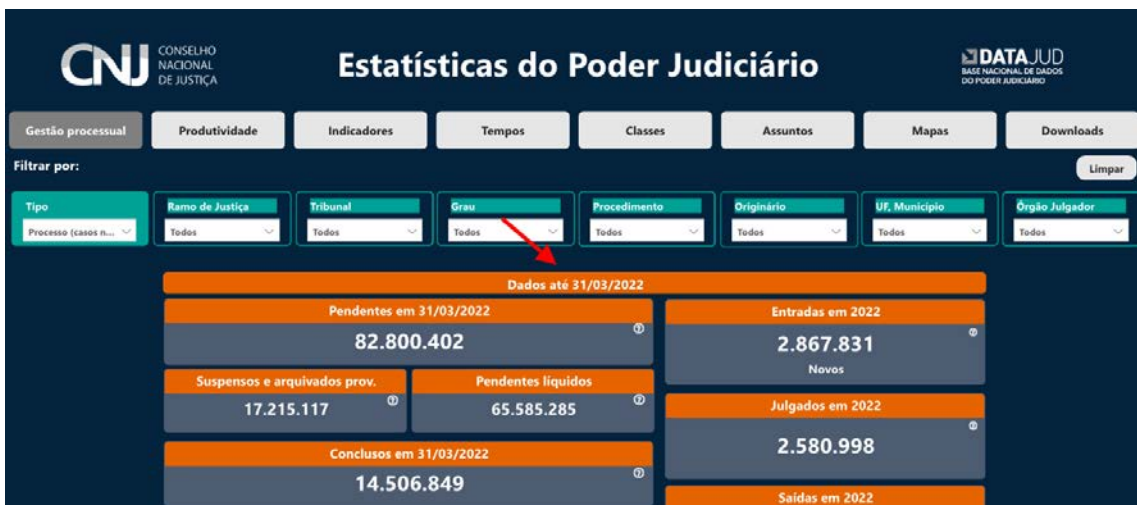 CNJ
CONSELHO
NACIONAL
DE JUSTIÇA
Estatísticas do Poder Judiciário
DATAJUD
BASE NACIONAL DE DADOS
DO PODER JUDICIÁRIO
Gestão processual Produtividade Indicadores Tempos Classes Assuntos Mapas Downloads
Filtrar por: Limpar
Tipo Ramo de Justiça Tribunal Grau Procedimento Originário UF, Município Órgão Julgador
Processo (casos n... Todos Todos Todos Todos Todos Todos Todos
Dados até 31/03/2022
Pendentes em 31/03/2022
82.800.402
Suspensos e arquivados prov.
17.215.117
Pendentes líquidos
65.585.285
Conclusos em 31/03/2022
14.506.849
Entradas em 2022
2.867.831
Novos
Julgados em 2022
2.580.998
Saídas em 2022